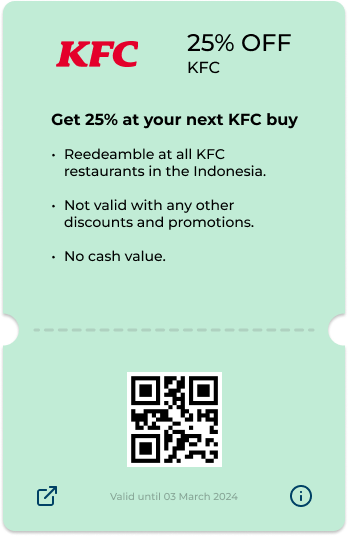 KFC
25% OFF
KFC
Get 25% at your next KFC buy
• Reedeamble at all KFC
restaurants in the Indonesia.
• Not valid with any other
discounts and promotions.
• No cash value.
Valid until 03 March 2024